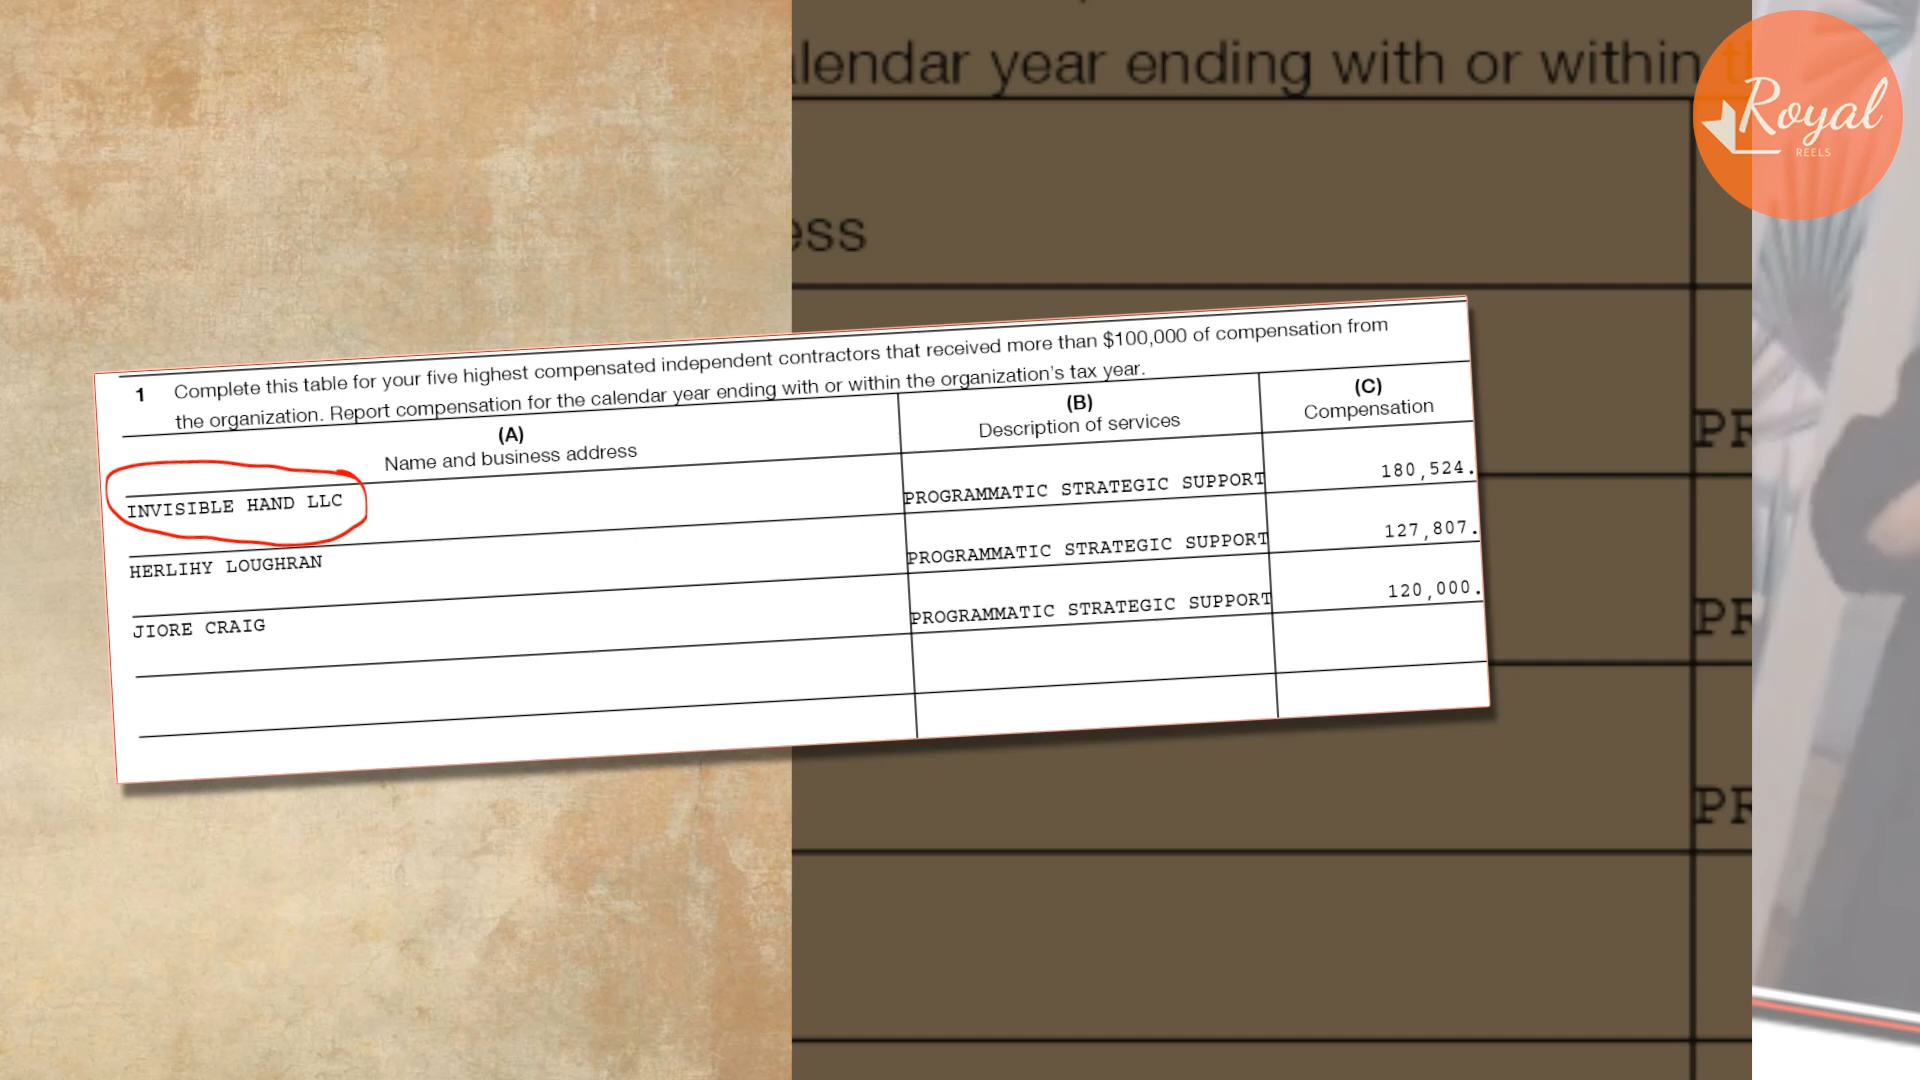 lendar year ending with or within
ess
PR
PR
PR
Royal
REELS
1 Complete this table for your five highest compensated independent contractors that received more than $100,000 of compensation from
the organization. Report compensation for the calendar year ending with or within the organization's tax year.
(A) (B) (C)
Name and business address Description of services Compensation
INVISIBLE HAND LLC PROGRAMMATIC STRATEGIC SUPPORT 180,524.
HERLIHY LOUGHRAN PROGRAMMATIC STRATEGIC SUPPORT 127,807.
JIORE CRAIG PROGRAMMATIC STRATEGIC SUPPORT 120,000.